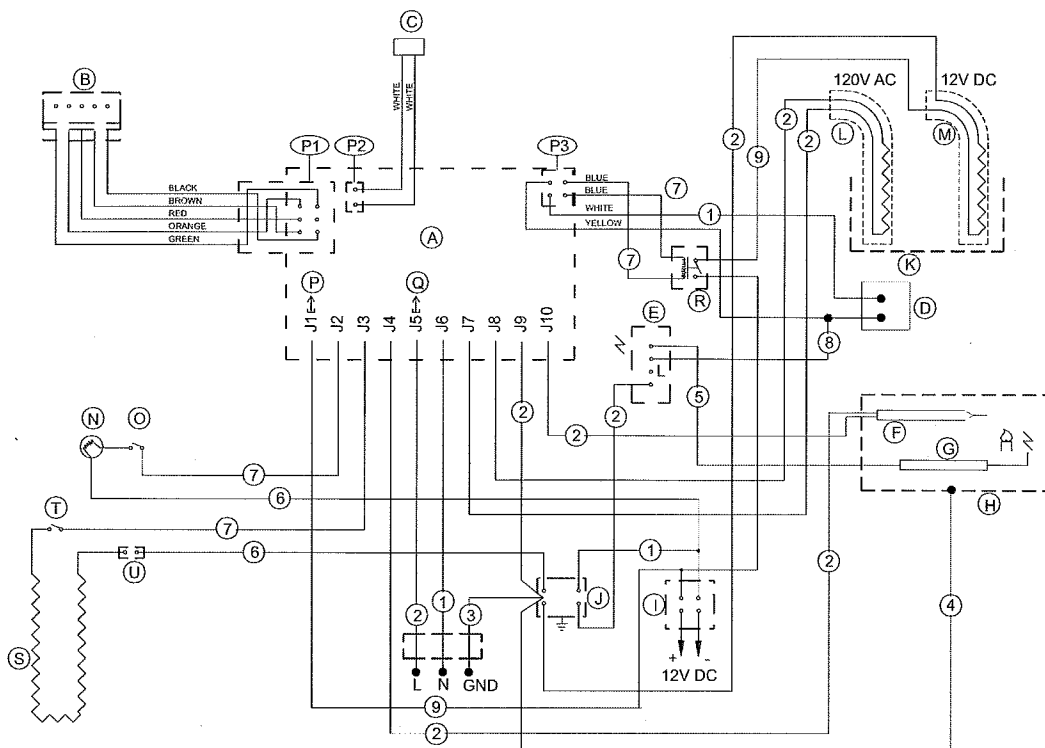 C
B
120V AC
12V DC
WHITE
WHITE
2
9
2
2
L
M
P1
P2
P3
BLACK
BROWN
RED
ORANGE
GREEN
BLUE
BLUE
WHITE
YELLOW
7
1
A
7
R
K
D
P
Q
E
J1
J2
J3
J4
J5
J6
J7
J8
J9
J10
8
L
5
2
2
2
F
G
H
N
O
7
6
T
7
6
U
1
2
4
J
I
S
2
1
3
L
N
GND
+
-
12V DC
9
2